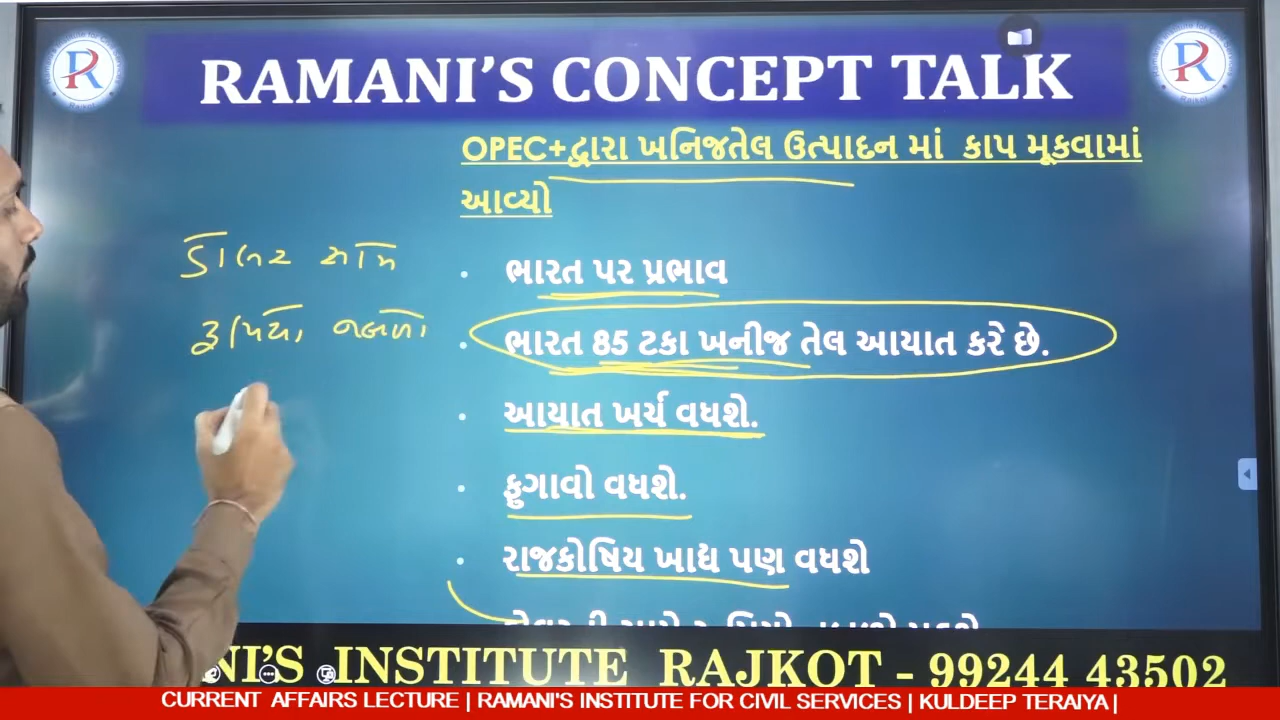 RAMANI'S CONCEPT TALK
OPEC+દ્વારા ખનિજતેલ ઉત્પાદન માં કાપ મૂકવામાં
આવ્યો
ડૉલર સામે
રૂપિયા નબળો
ભારત પર પ્રભાવ
ભારત 85 ટકા ખનીજ તેલ આયાત કરે છે.
આયાત ખર્ચ વધશે.
ફુગાવો વધશે.
રાજકોષિય ખાદ્ય પણ વધશે
NI'S INSTITUTE RAJKOT - 99244 43502
CURRENT AFFAIRS LECTURE | RAMANI'S INSTITUTE FOR CIVIL SERVICES | KULDEEP TERAIYA |